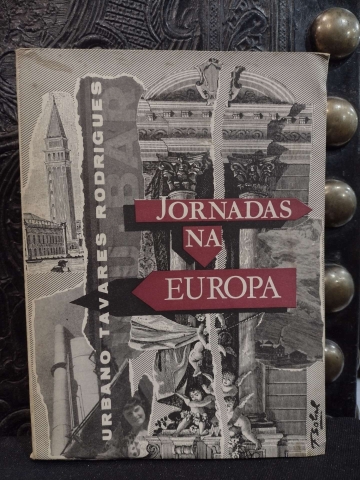 URBANO TAVARES RODRIGUES
JORNADAS
NA
EUROPA